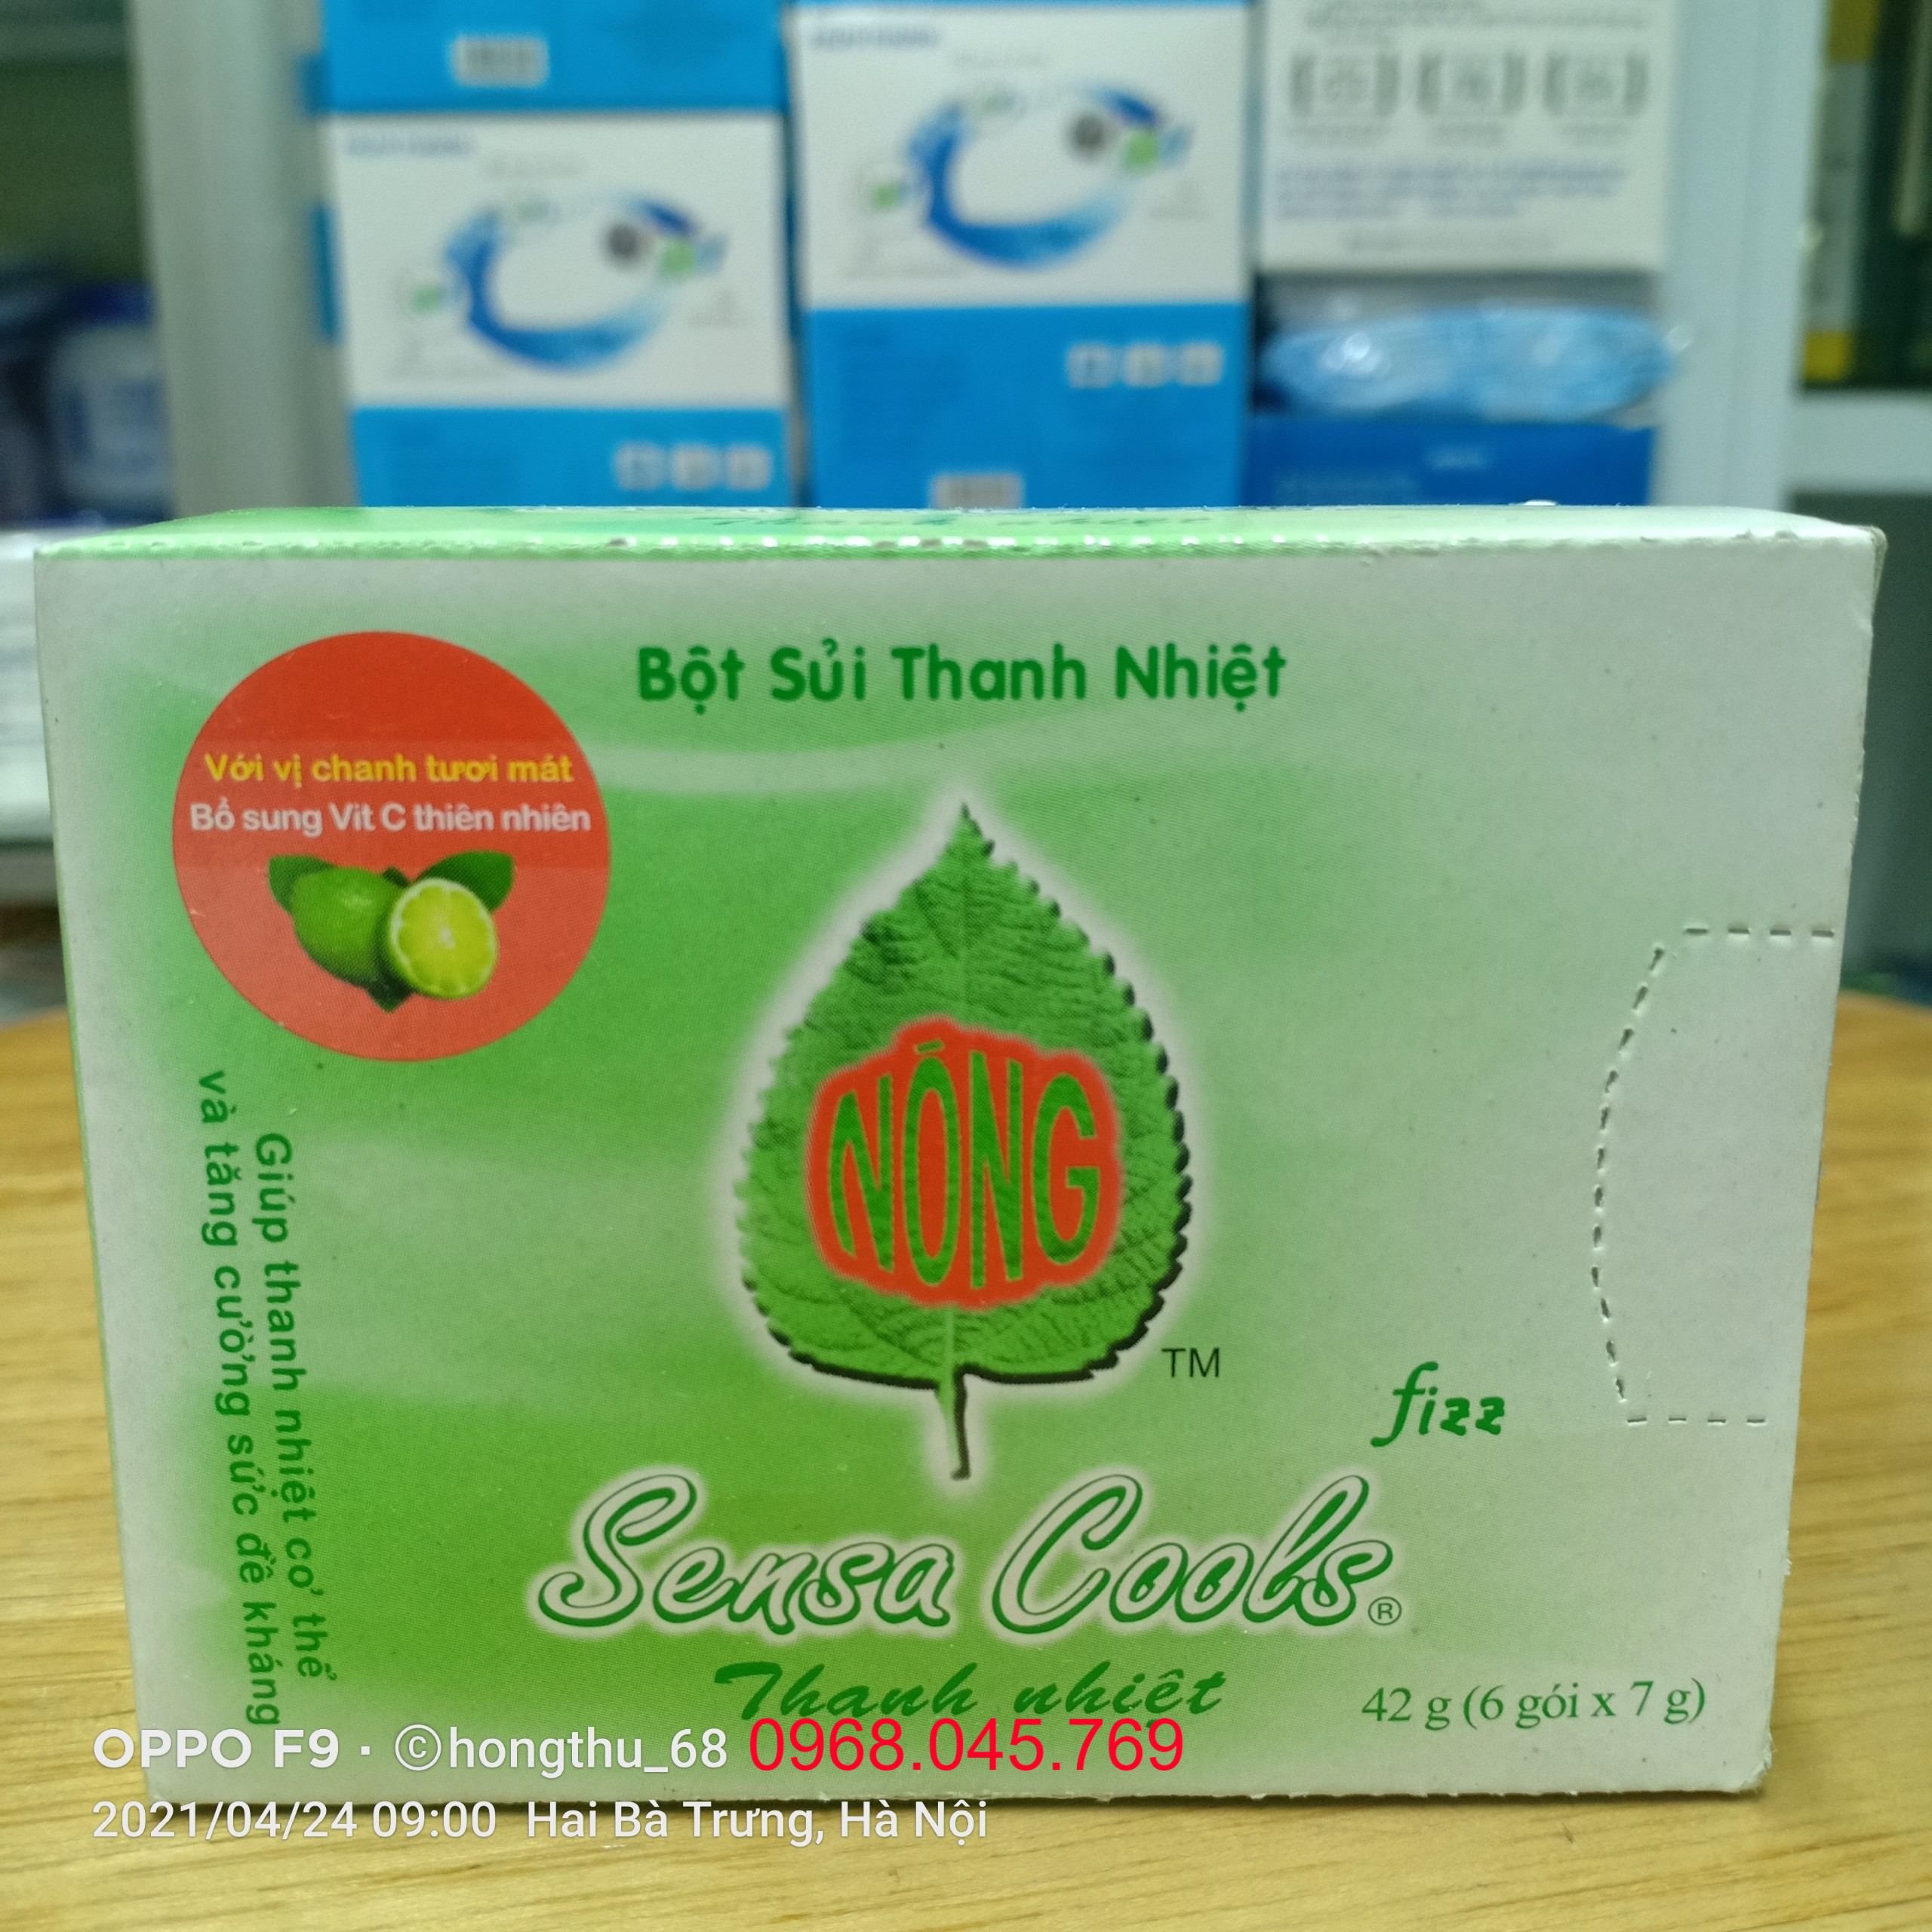 Bột Sủi Thanh Nhiệt
Với vị chanh tươi mát
Bổ sung Vit C thiên nhiên
NÓNG
TM
fizz
Giúp thanh nhiệt cơ thể
và tăng cường sức đề kháng
Sensa Cools®
Thanh nhiệt
42 g (6 gói x 7 g)
OPPO F9 · ©hongthu_68 0968.045.769
2021/04/24 09:00 Hai Bà Trưng, Hà Nội